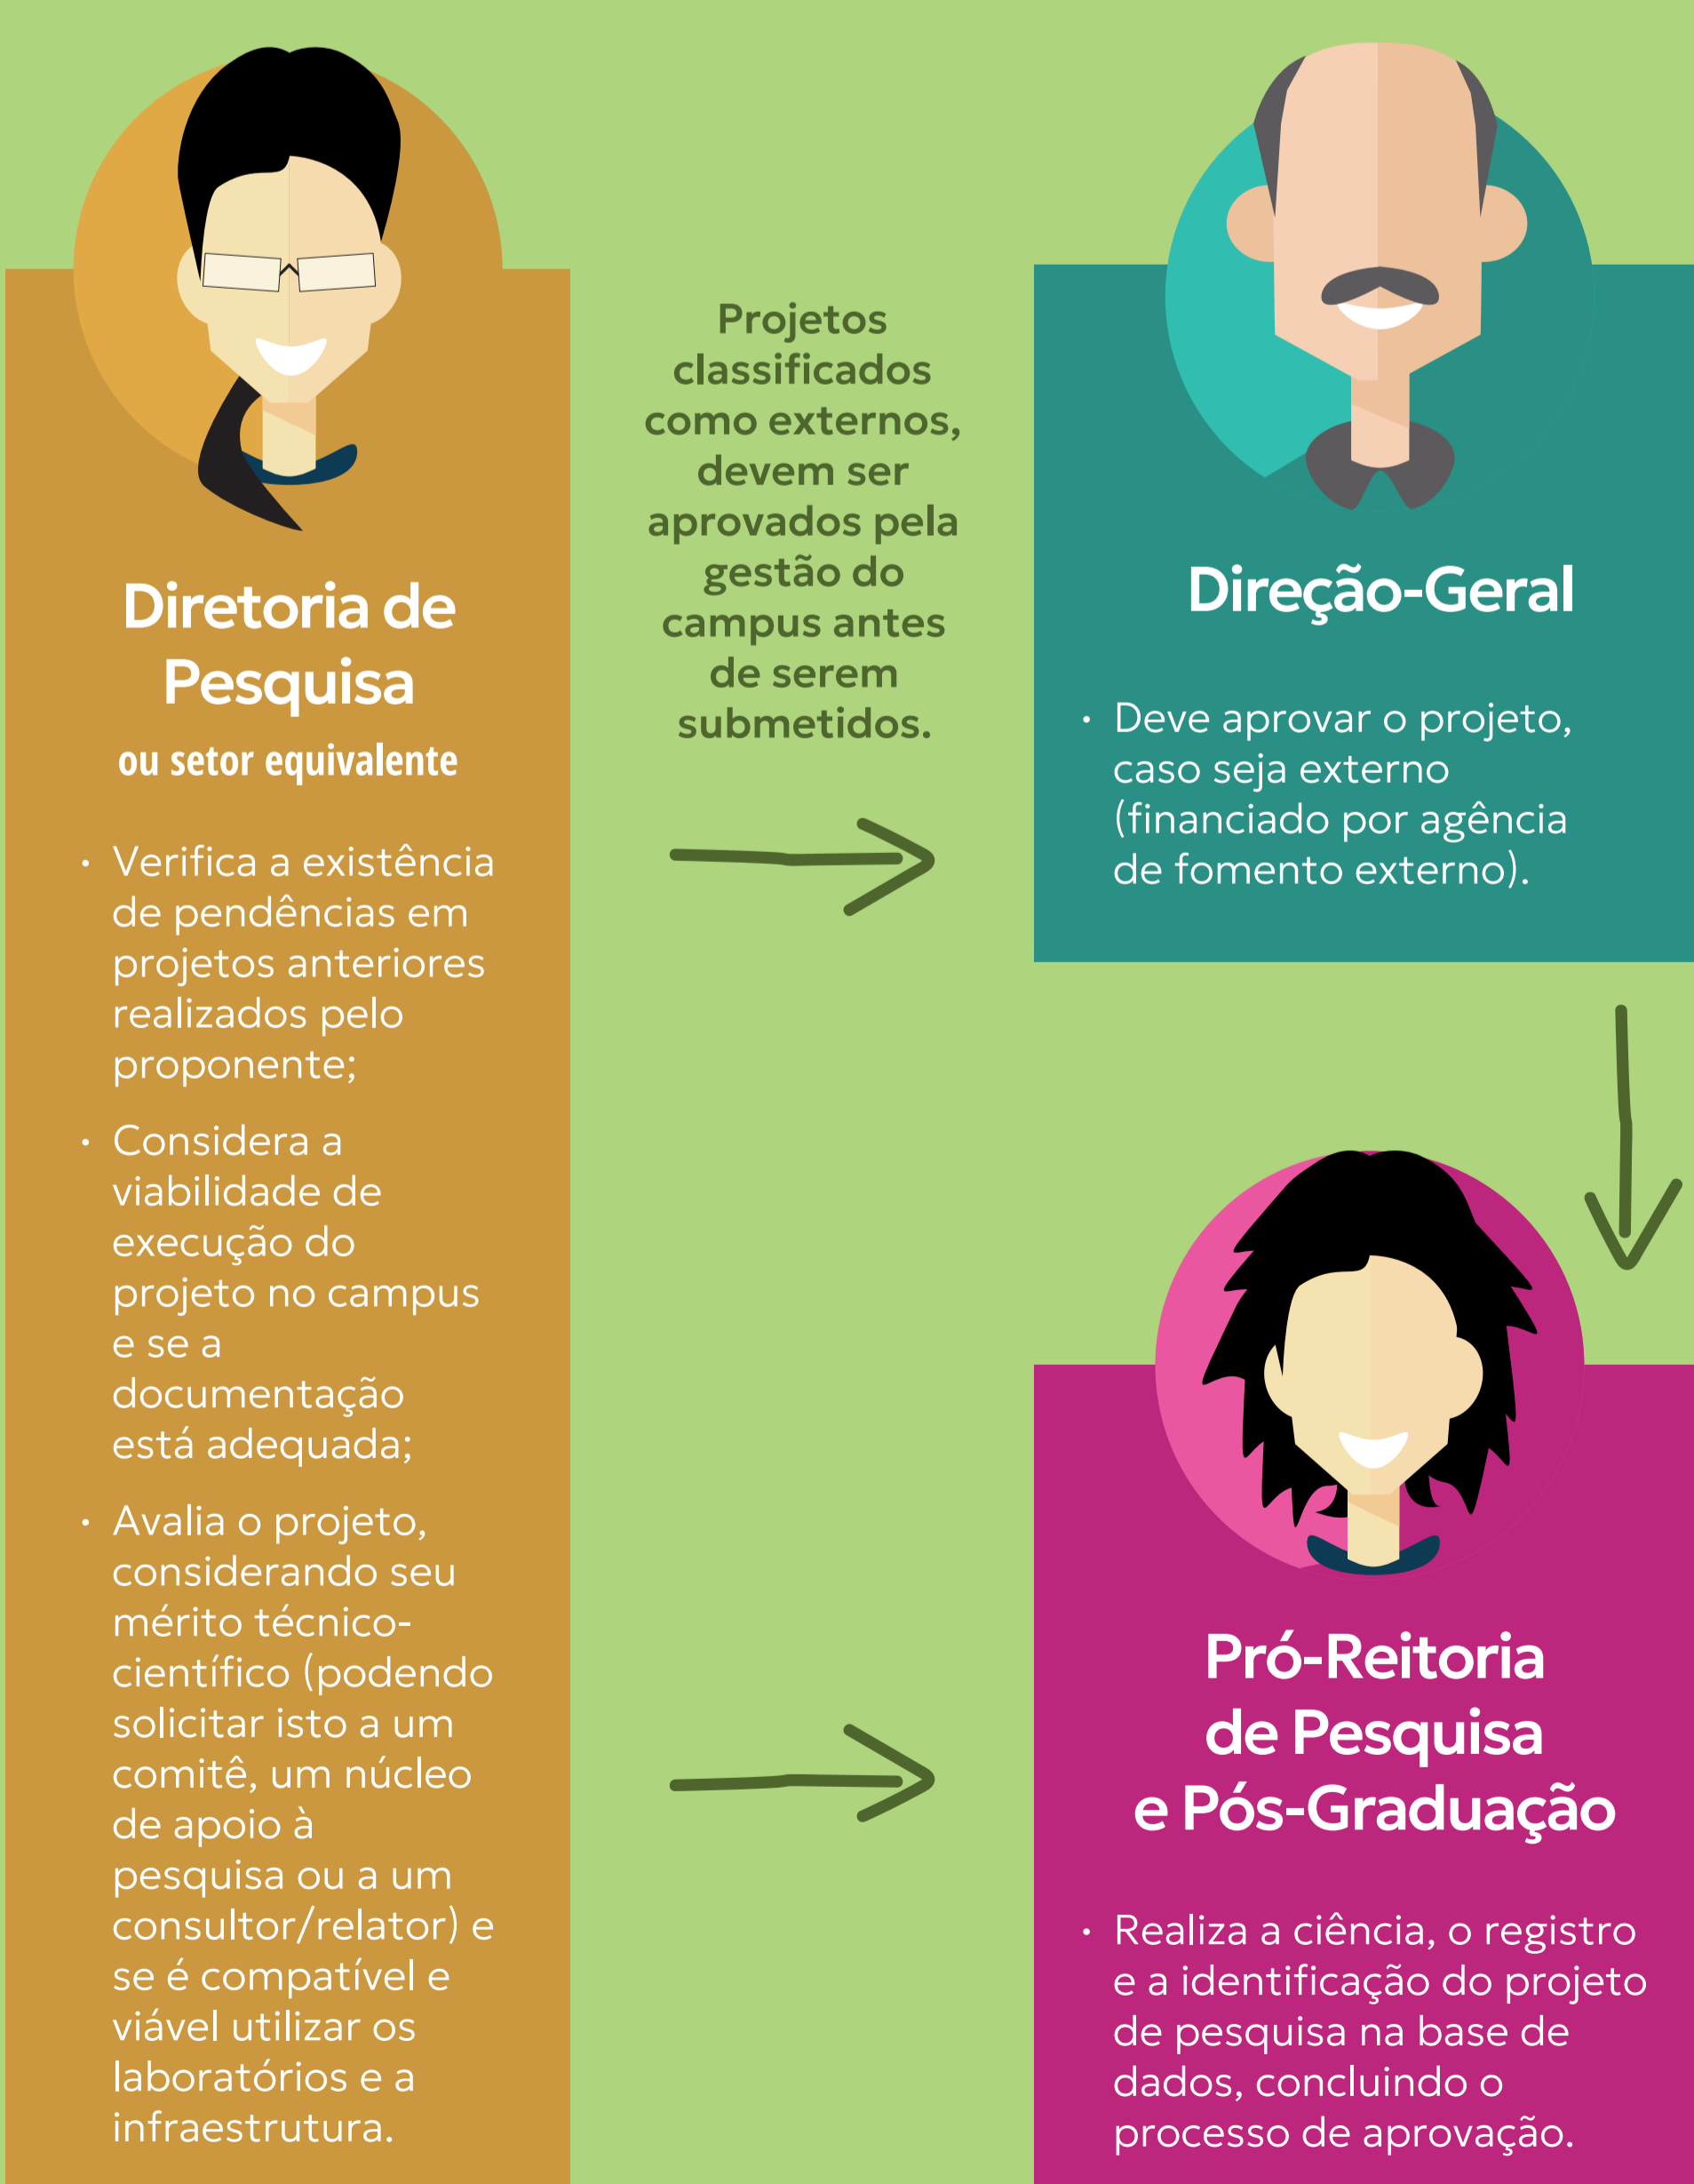 Diretoria de
Pesquisa
ou setor equivalente
• Verifica a existência
de pendências em
projetos anteriores
realizados pelo
proponente;
• Considera a
viabilidade de
execução do
projeto no campus
e se a
documentação
está adequada;
• Avalia o projeto,
considerando seu
mérito técnico-
científico (podendo
solicitar isto a um
comitê, um núcleo
de apoio à
pesquisa ou a um
consultor/relator) e
se é compatível e
viável utilizar os
laboratórios e a
infraestrutura.
Projetos
classificados
como externos,
devem ser
aprovados pela
gestão do
campus antes
de serem
submetidos.
Direção-Geral
• Deve aprovar o projeto,
caso seja externo
(financiado por agência
de fomento externo).
Pró-Reitoria
de Pesquisa
e Pós-Graduação
• Realiza a ciência, o registro
e a identificação do projeto
de pesquisa na base de
dados, concluindo o
processo de aprovação.